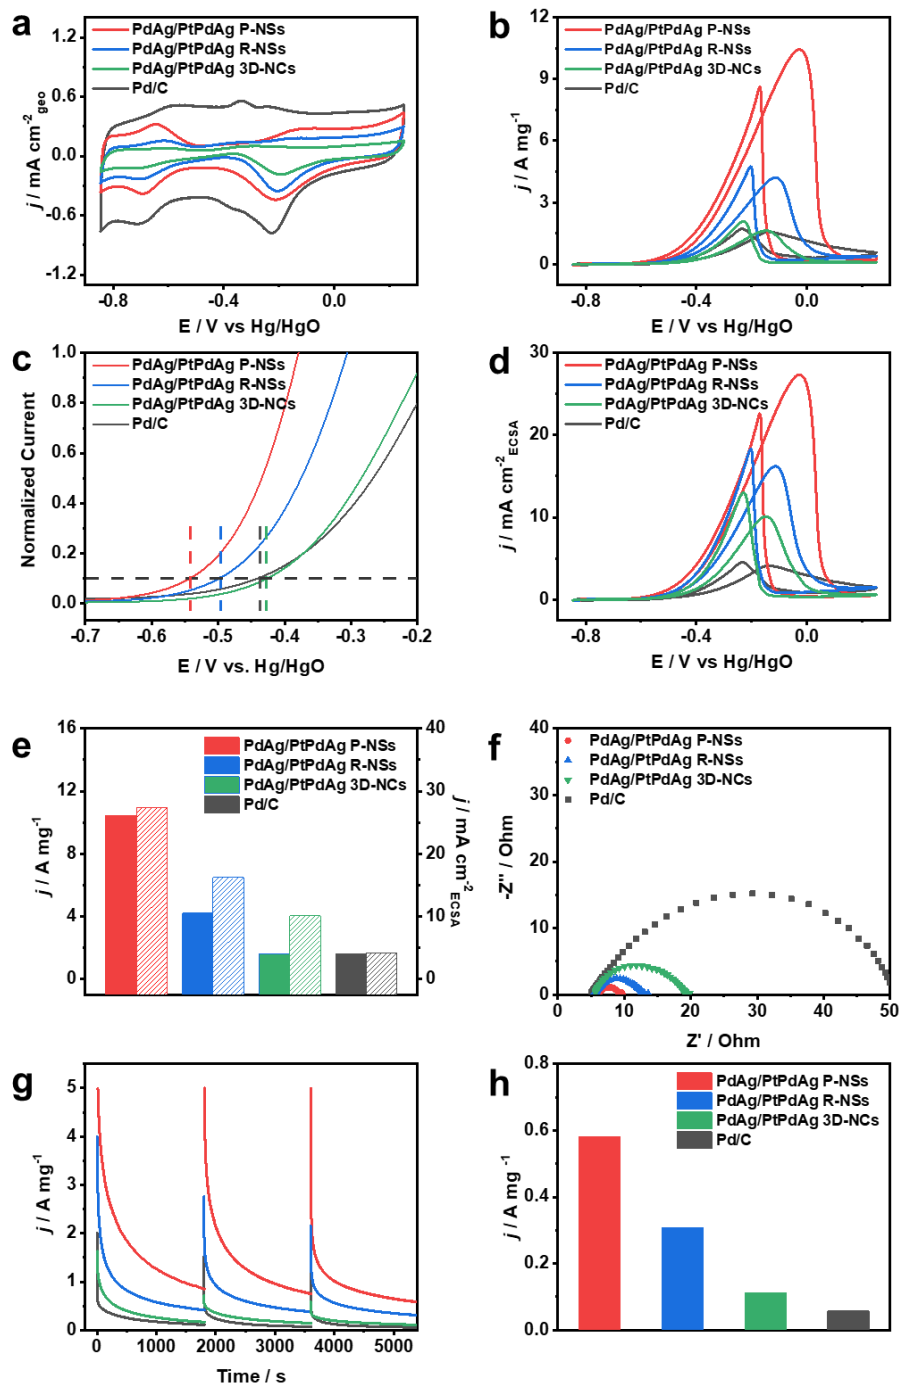 a
PdAg/PtPdAg P-NSs
PdAg/PtPdAg R-NSs
PdAg/PtPdAg 3D-NCs
Pd/C
1.2
0.6
0.0
-0.6
-1.2
j / mA cm-2geo
-0.8
-0.4
0.0
E / V vs Hg/HgO
b
PdAg/PtPdAg P-NSs
PdAg/PtPdAg R-NSs
PdAg/PtPdAg 3D-NCs
Pd/C
12
9
6
3
0
j / A mg-1
-0.8
-0.4
0.0
E / V vs Hg/HgO
c
PdAg/PtPdAg P-NSs
PdAg/PtPdAg R-NSs
PdAg/PtPdAg 3D-NCs
Pd/C
1.0
0.8
0.6
0.4
0.2
0.0
Normalized Current
-0.7
-0.6
-0.5
-0.4
-0.3
-0.2
E / V vs. Hg/HgO
d
PdAg/PtPdAg P-NSs
PdAg/PtPdAg R-NSs
PdAg/PtPdAg 3D-NCs
Pd/C
30
20
10
0
j / mA cm-2ECSA
-0.8
-0.4
0.0
E / V vs Hg/HgO
e
PdAg/PtPdAg P-NSs
PdAg/PtPdAg R-NSs
PdAg/PtPdAg 3D-NCs
Pd/C
16
12
8
4
0
j / A mg-1
40
30
20
10
0
j / mA cm-2ECSA
f
PdAg/PtPdAg P-NSs
PdAg/PtPdAg R-NSs
PdAg/PtPdAg 3D-NCs
Pd/C
40
30
20
10
0
-Z'' / Ohm
0
10
20
30
40
50
Z' / Ohm
g
5
4
3
2
1
0
j / A mg-1
0
1000
2000
3000
4000
5000
Time / s
h
PdAg/PtPdAg P-NSs
PdAg/PtPdAg R-NSs
PdAg/PtPdAg 3D-NCs
Pd/C
0.8
0.6
0.4
0.2
0.0
j / A mg-1